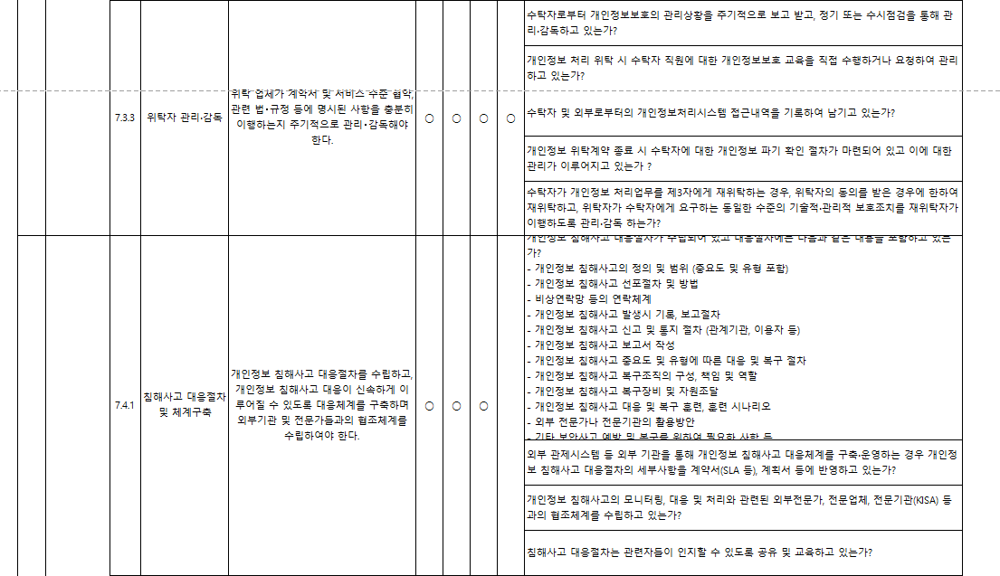 수탁자로부터 개인정보보호의 관리상황을 주기적으로 보고 받고, 정기 또는 수시점검을 통해 관
리·감독하고 있는가?
개인정보 처리 위탁 시 수탁자 직원에 대한 개인정보보호 교육을 직접 수행하거나 요청하여 관리
하고 있는가?
7.3.3
위탁자 관리·감독
위탁 업체가 계약서 및 서비스 수준 협약,
관련 법·규정 등에 명시된 사항을 충분히
이행하는지 주기적으로 관리·감독해야
한다.
○ ○ ○ ○
수탁자 및 외부로부터의 개인정보처리시스템 접근내역을 기록하여 남기고 있는가?
개인정보 위탁계약 종료 시 수탁자에 대한 개인정보 파기 확인 절차가 마련되어 있고 이에 대한
관리가 이루어지고 있는가 ?
수탁자가 개인정보 처리업무를 제3자에게 재위탁하는 경우, 위탁자의 동의를 받은 경우에 한하여
재위탁하고, 위탁자가 수탁자에게 요구하는 동일한 수준의 기술적·관리적 보호조치를 재위탁자가
이행하도록 관리·감독 하는가?
7.4.1
침해사고 대응절차
및 체계구축
개인정보 침해사고 대응절차를 수립하고,
개인정보 침해사고 대응이 신속하게 이
루어질 수 있도록 대응체계를 구축하며
외부기관 및 전문가들과의 협조체계를
수립하여야 한다.
○ ○ ○
개인정보 침해사고 대응절차가 수립되어 있고 대응절차에는 다음과 같은 내용을 포함하고 있는
가?
- 개인정보 침해사고의 정의 및 범위 (중요도 및 유형 포함)
- 개인정보 침해사고 선포절차 및 방법
- 비상연락망 등의 연락체계
- 개인정보 침해사고 발생시 기록, 보고절차
- 개인정보 침해사고 신고 및 통지 절차 (관계기관, 이용자 등)
- 개인정보 침해사고 보고서 작성
- 개인정보 침해사고 중요도 및 유형에 따른 대응 및 복구 절차
- 개인정보 침해사고 복구조직의 구성, 책임 및 역할
- 개인정보 침해사고 복구장비 및 자원조달
- 개인정보 침해사고 대응 및 복구 훈련, 훈련 시나리오
- 외부 전문가나 전문기관의 활용방안
- 기타 보안사고 예방 및 복구를 위하여 필요한 사항 등
외부 관제시스템 등 외부 기관을 통해 개인정보 침해사고 대응체계를 구축·운영하는 경우 개인정
보 침해사고 대응절차의 세부사항을 계약서(SLA 등), 계획서 등에 반영하고 있는가?
개인정보 침해사고의 모니터링, 대응 및 처리와 관련된 외부전문가, 전문업체, 전문기관(KISA) 등
과의 협조체계를 수립하고 있는가?
침해사고 대응절차는 관련자들이 인지할 수 있도록 공유 및 교육하고 있는가?